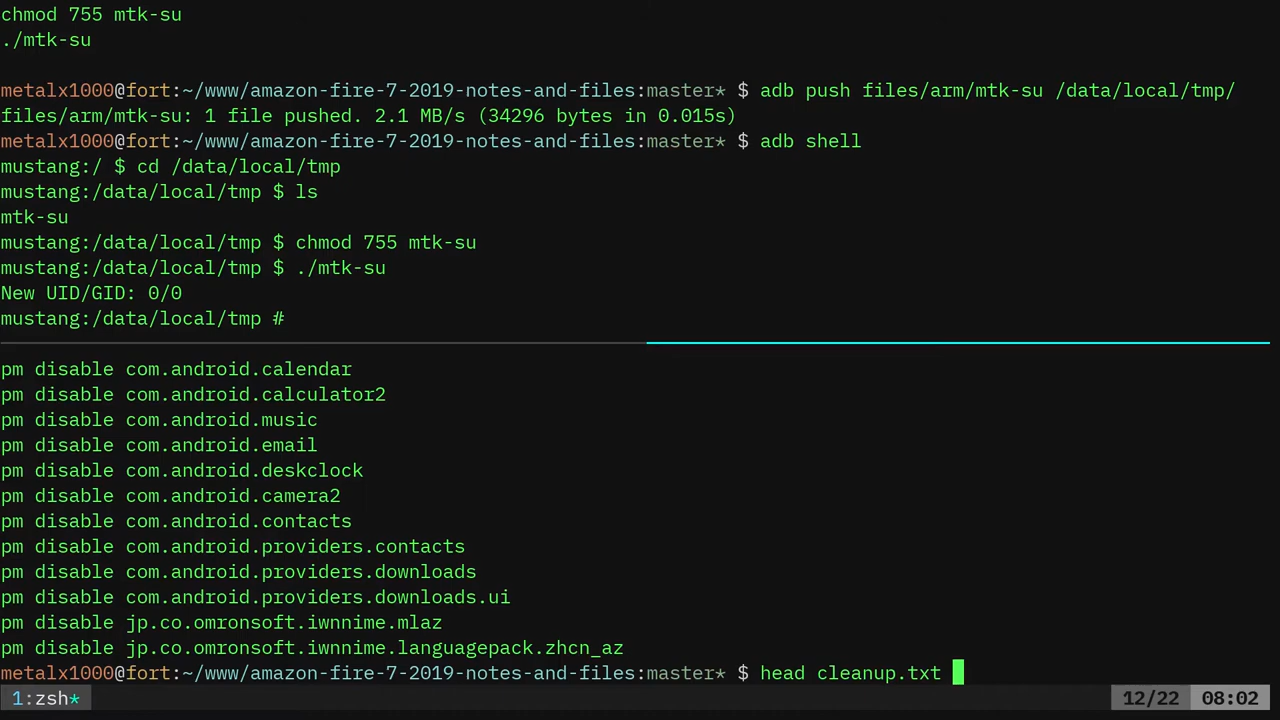 chmod 755 mtk-su
./mtk-su
metalx1000@fort:~/www/amazon-fire-7-2019-notes-and-files:master* $ adb push files/arm/mtk-su /data/local/tmp/
files/arm/mtk-su: 1 file pushed. 2.1 MB/s (34296 bytes in 0.015s)
metalx1000@fort:~/www/amazon-fire-7-2019-notes-and-files:master* $ adb shell
mustang:/ $ cd /data/local/tmp
mustang:/data/local/tmp $ ls
mtk-su
mustang:/data/local/tmp $ chmod 755 mtk-su
mustang:/data/local/tmp $ ./mtk-su
New UID/GID: 0/0
mustang:/data/local/tmp #
pm disable com.android.calendar
pm disable com.android.calculator2
pm disable com.android.music
pm disable com.android.email
pm disable com.android.deskclock
pm disable com.android.camera2
pm disable com.android.contacts
pm disable com.android.providers.contacts
pm disable com.android.providers.downloads
pm disable com.android.providers.downloads.ui
pm disable jp.co.omronsoft.iwnnime.mlaz
pm disable jp.co.omronsoft.iwnnime.languagepack.zhcn_az
metalx1000@fort:~/www/amazon-fire-7-2019-notes-and-files:master* $ head cleanup.txt
1:zsh* 12/22 08:02